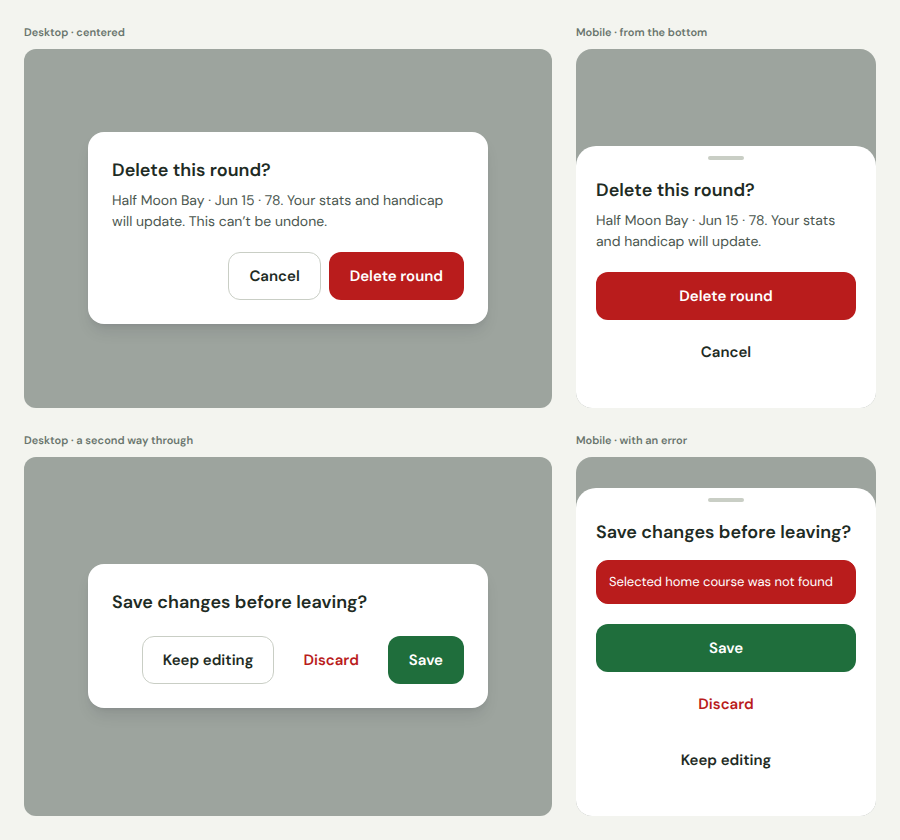 Desktop · centered
Delete this round?
Half Moon Bay · Jun 15 · 78. Your stats and handicap
will update. This can’t be undone.
Cancel
Delete round
Mobile · from the bottom
Delete this round?
Half Moon Bay · Jun 15 · 78. Your stats
and handicap will update.
Delete round
Cancel
Desktop · a second way through
Save changes before leaving?
Keep editing
Discard
Save
Mobile · with an error
Save changes before leaving?
Selected home course was not found
Save
Discard
Keep editing